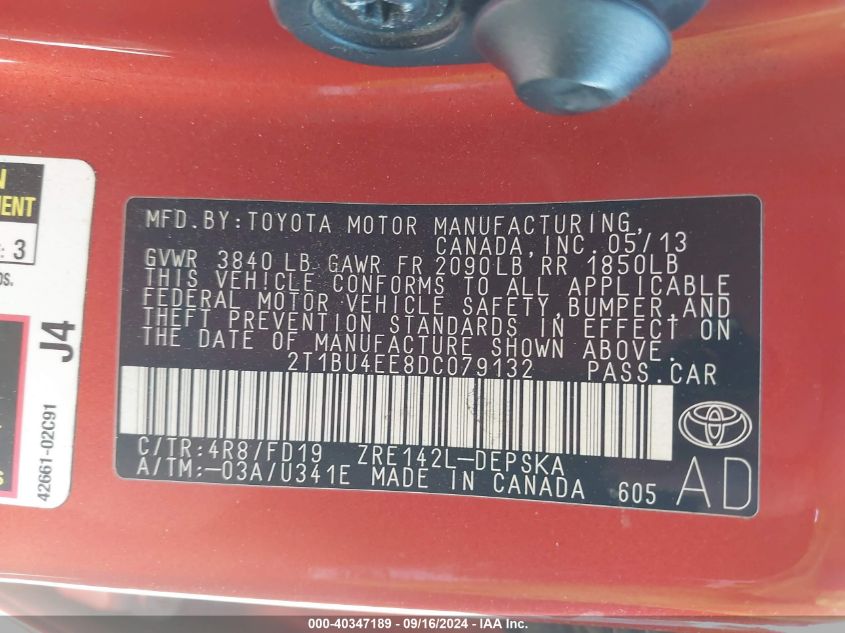 MFD.BY:TOYOTA MOTOR MANUFACTURING,
CANADA, INC. 05/13
GVWR 3840 LB GAWR FR 2090LB RR 1850LB
THIS VEHICLE CONFORMS TO ALL APPLICABLE
FEDERAL MOTOR VEHICLE SAFETY, BUMPER, AND
THEFT PREVENTION STANDARDS IN EFFECT ON
THE DATE OF MANUFACTURE SHOWN ABOVE.
2T1BU4EE8DC079132 PASS.CAR
C/TR:4R8/FD19 ZRE142L-DEPSKA
A/TM:-03A/U341E MADE IN CANADA 605
AD
3
J4
42661-02C91
000-40347189 - 09/16/2024 - IAA Inc.